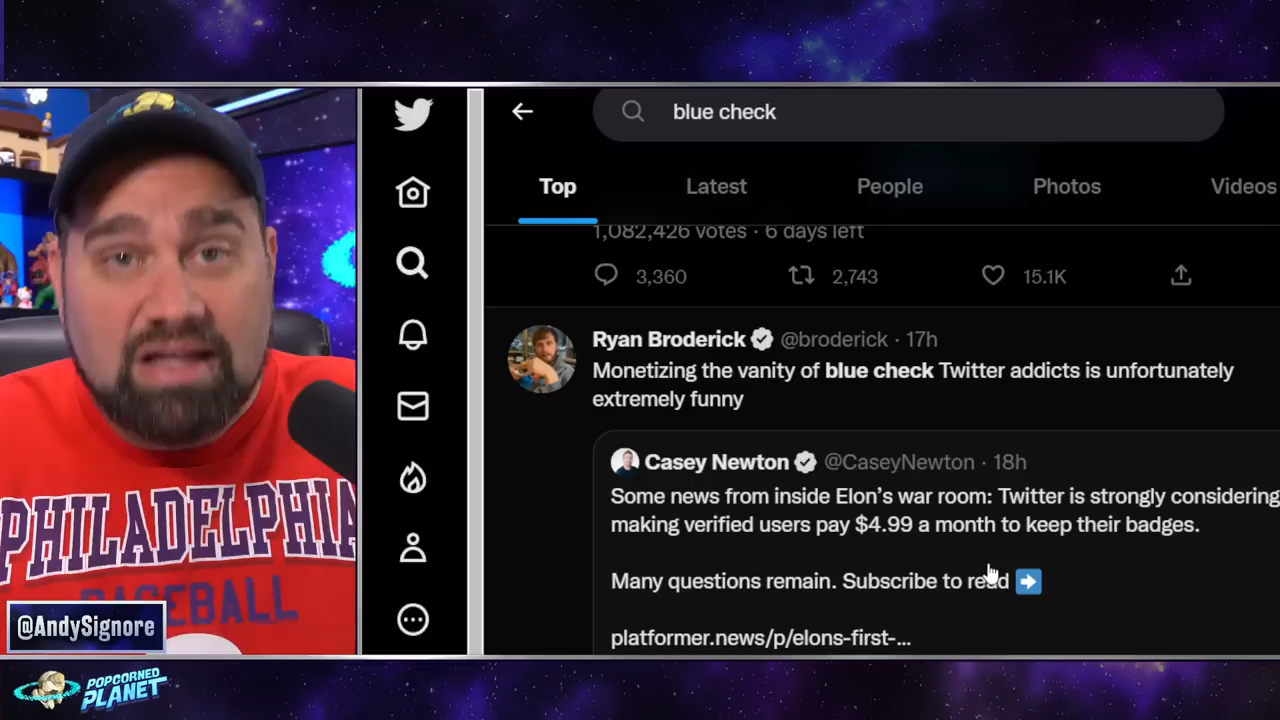 blue check
Top
Latest
People
Photos
Videos
1,082,426 votes · 6 days left
3,360
2,743
15.1K
Ryan Broderick @broderick · 17h
Monetizing the vanity of blue check Twitter addicts is unfortunately
extremely funny
Casey Newton @CaseyNewton · 18h
Some news from inside Elon’s war room: Twitter is strongly considering
making verified users pay $4.99 a month to keep their badges.
Many questions remain. Subscribe to read ➡️
platformer.news/p/elons-first-...
PHILADELPHIA
BASEBALL
@AndySignore
POPCORNED
PLANET